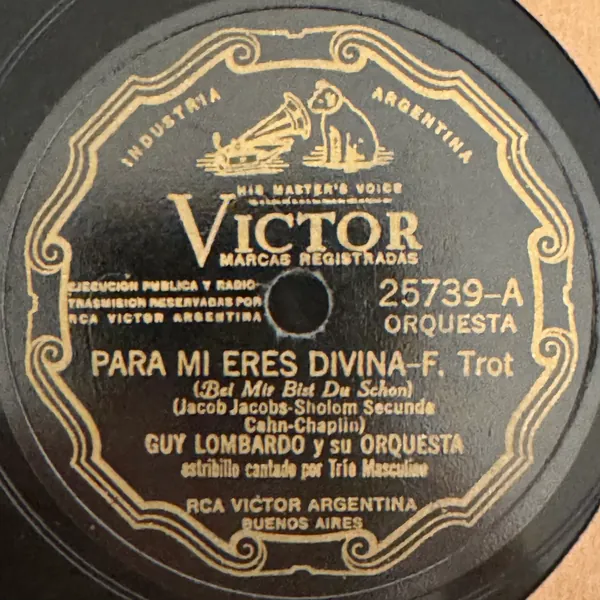 INDUSTRIA ARGENTINA
HIS MASTER'S VOICE
VICTOR
MARCAS REGISTRADAS
EJECUCION PUBLICA Y RADIO-
TRASMISION RESERVADAS POR
RCA VICTOR ARGENTINA
25739-A
ORQUESTA
PARA MI ERES DIVINA-F. Trot
(Bei Mir Bist Du Schon)
(Jacob Jacobs-Sholom Secunda
Cahn-Chaplin)
GUY LOMBARDO y su ORQUESTA
estribillo cantado por Trío Masculino
RCA VICTOR ARGENTINA
BUENOS AIRES